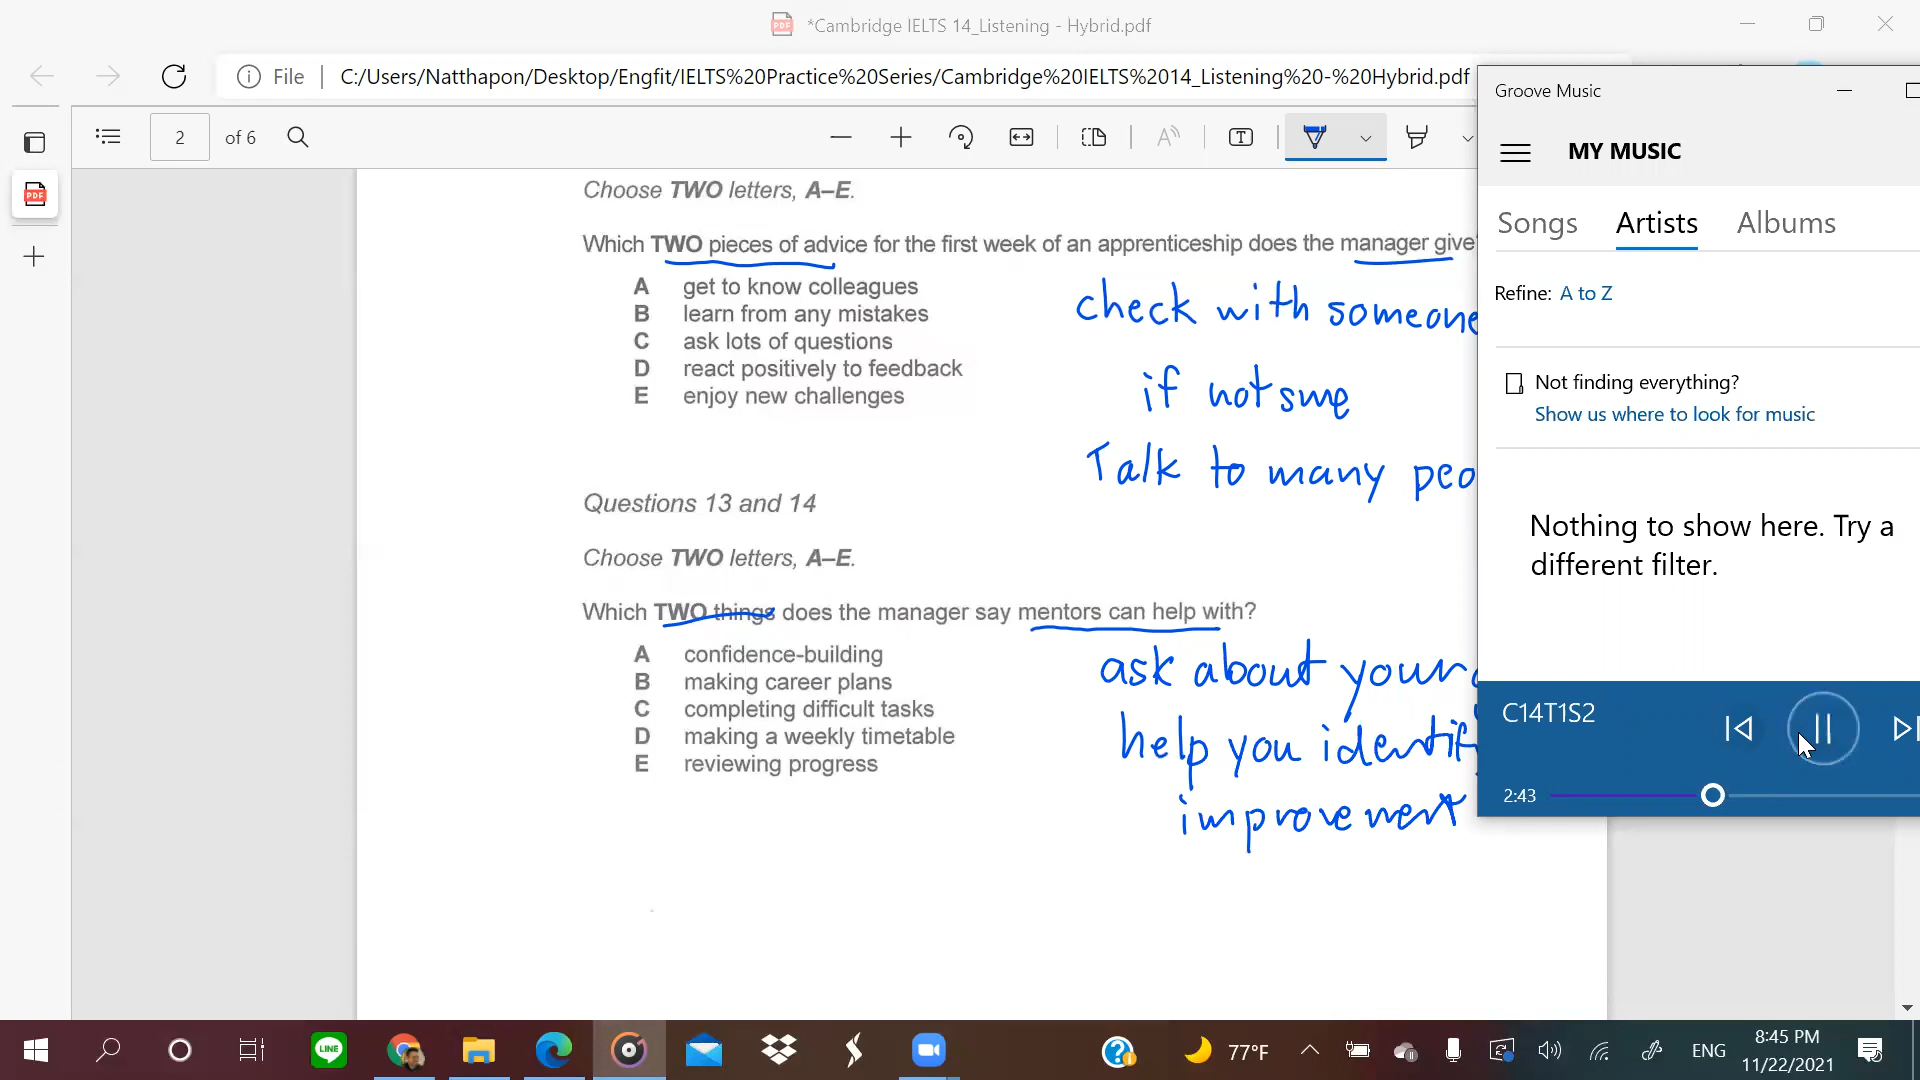 *Cambridge IELTS 14_Listening - Hybrid.pdf
File
C:/Users/Natthapon/Desktop/Engfit/IELTS%20Practice%20Series/Cambridge%20IELTS%2014_Listening%20-%20Hybrid.pdf
2 of 6
Choose TWO letters, A–E.
Which TWO pieces of advice for the first week of an apprenticeship does the manager give
A get to know colleagues
B learn from any mistakes
C ask lots of questions
D react positively to feedback
E enjoy new challenges
check with someone
if not sure
Talk to many peo
Questions 13 and 14
Choose TWO letters, A–E.
Which TWO things does the manager say mentors can help with?
A confidence-building
B making career plans
C completing difficult tasks
D making a weekly timetable
E reviewing progress
ask about your
help you identif
improvement
Groove Music
MY MUSIC
Songs Artists Albums
Refine: A to Z
Not finding everything?
Show us where to look for music
Nothing to show here. Try a
different filter.
C14T1S2
2:43
LINE
77°F
ENG
8:45 PM
11/22/2021